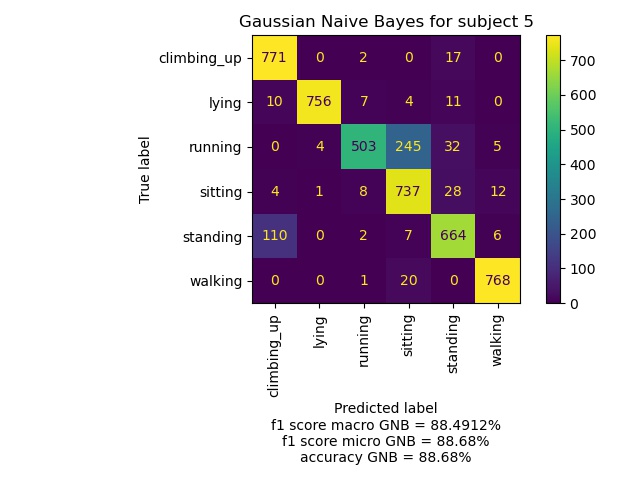 Gaussian Naive Bayes for subject 5
True label
climbing_up 771 0 2 0 17 0
lying 10 756 7 4 11 0
running 0 4 503 245 32 5
sitting 4 1 8 737 28 12
standing 110 0 2 7 664 6
walking 0 0 1 20 0 768
climbing_up lying running sitting standing walking
700
600
500
400
300
200
100
0
Predicted label
f1 score macro GNB = 88.4912%
f1 score micro GNB = 88.68%
accuracy GNB = 88.68%